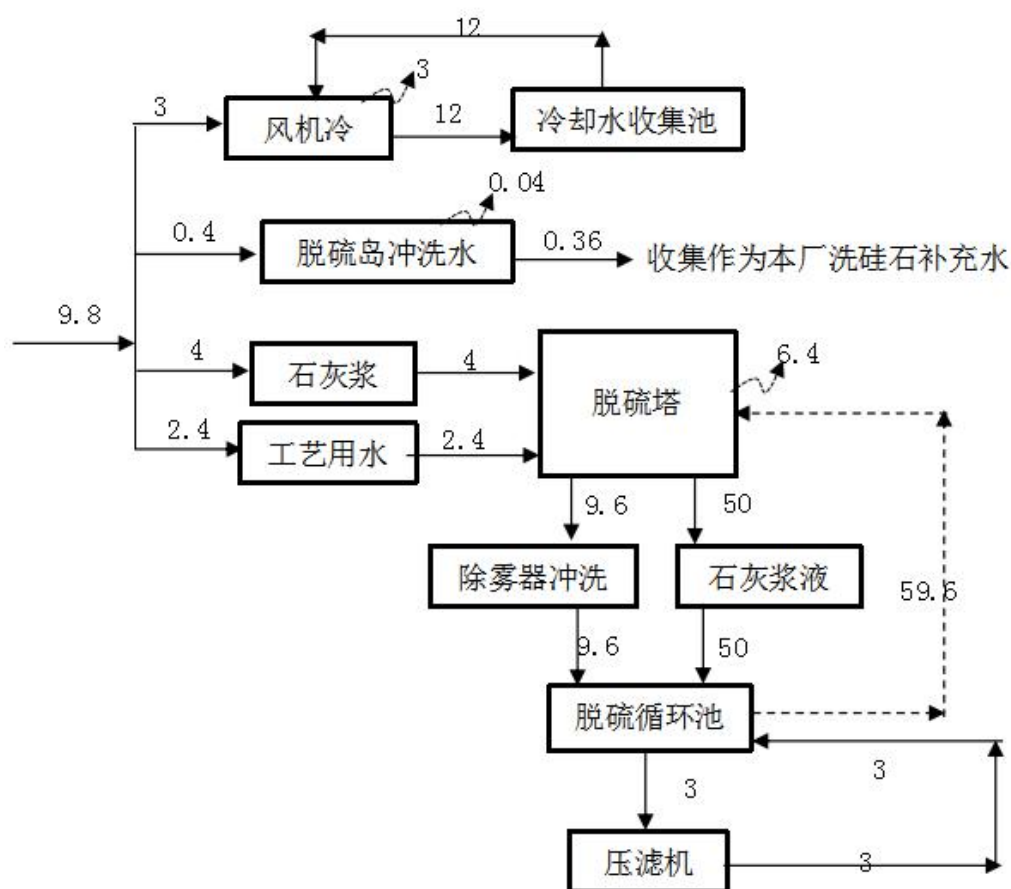 12
3
3
风机冷
12
冷却水收集池
0.04
0.4
脱硫岛冲洗水
0.36
收集作为本厂洗硅石补充水
9.8
4
石灰浆
4
脱硫塔
6.4
2.4
工艺用水
2.4
9.6
50
除雾器冲洗
石灰浆液
59.6
9.6
50
脱硫循环池
3
3
压滤机
3